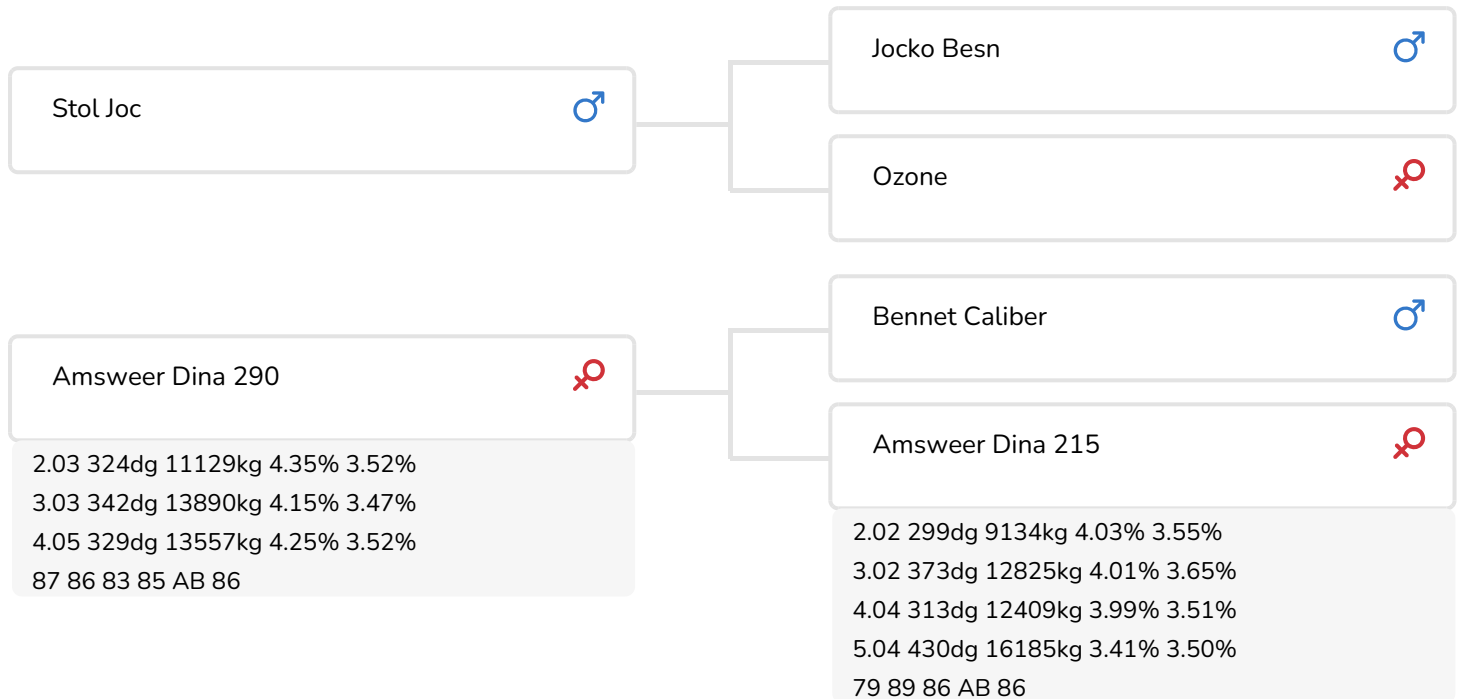 Stol Joc
Jocko Besn
Ozone
Amsweer Dina 290
2.03 324dg 11129kg 4.35% 3.52%
3.03 342dg 13890kg 4.15% 3.47%
4.05 329dg 13557kg 4.25% 3.52%
87 86 83 85 AB 86
Bennet Caliber
Amsweer Dina 215
2.02 299dg 9134kg 4.03% 3.55%
3.02 373dg 12825kg 4.01% 3.65%
4.04 313dg 12409kg 3.99% 3.51%
5.04 430dg 16185kg 3.41% 3.50%
79 89 86 AB 86